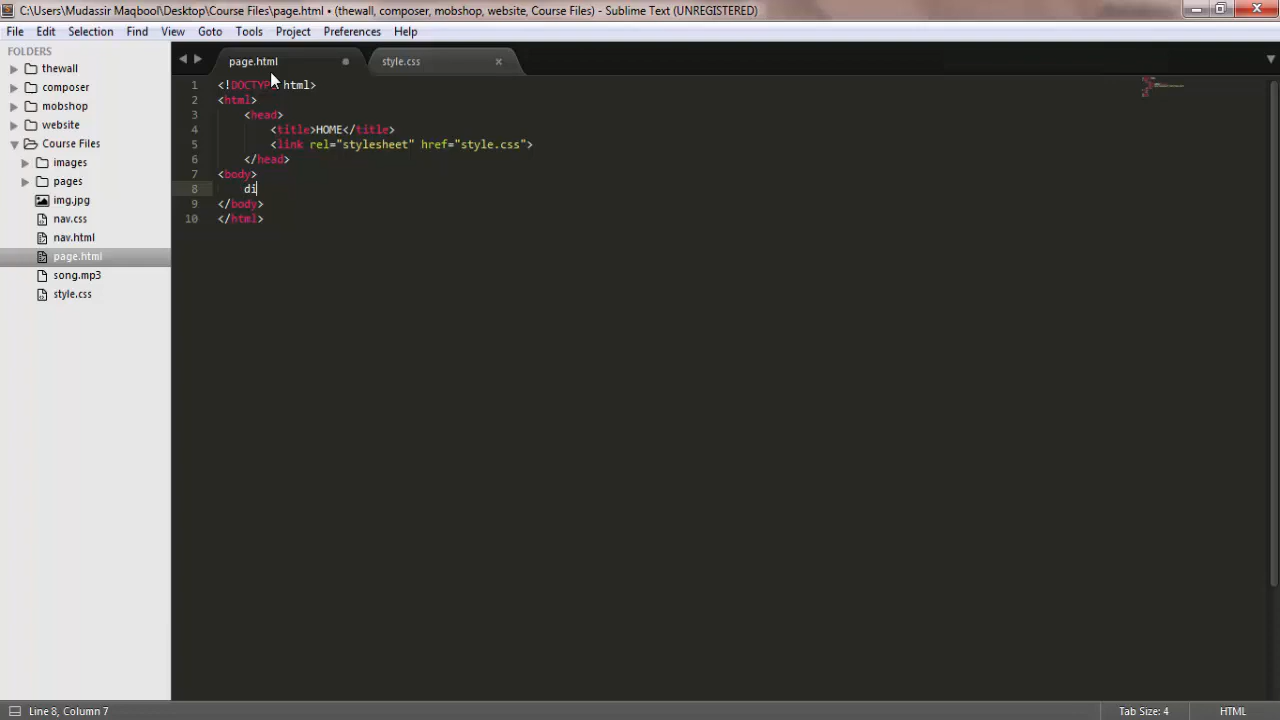 C:\Users\Mudassir Maqbool\Desktop\Course Files\page.html • (thewall, composer, mobshop, website, Course Files) - Sublime Text (UNREGISTERED)
File Edit Selection Find View Goto Tools Project Preferences Help
FOLDERS
thewall
composer
mobshop
website
Course Files
images
pages
img.jpg
nav.css
nav.html
page.html
song.mp3
style.css
page.html style.css
1 <!DOCTYPE html>
2 <html>
3 <head>
4 <title>HOME</title>
5 <link rel="stylesheet" href="style.css">
6 </head>
7 <body>
8 di
9 </body>
10 </html>
Line 8, Column 7 Tab Size: 4 HTML